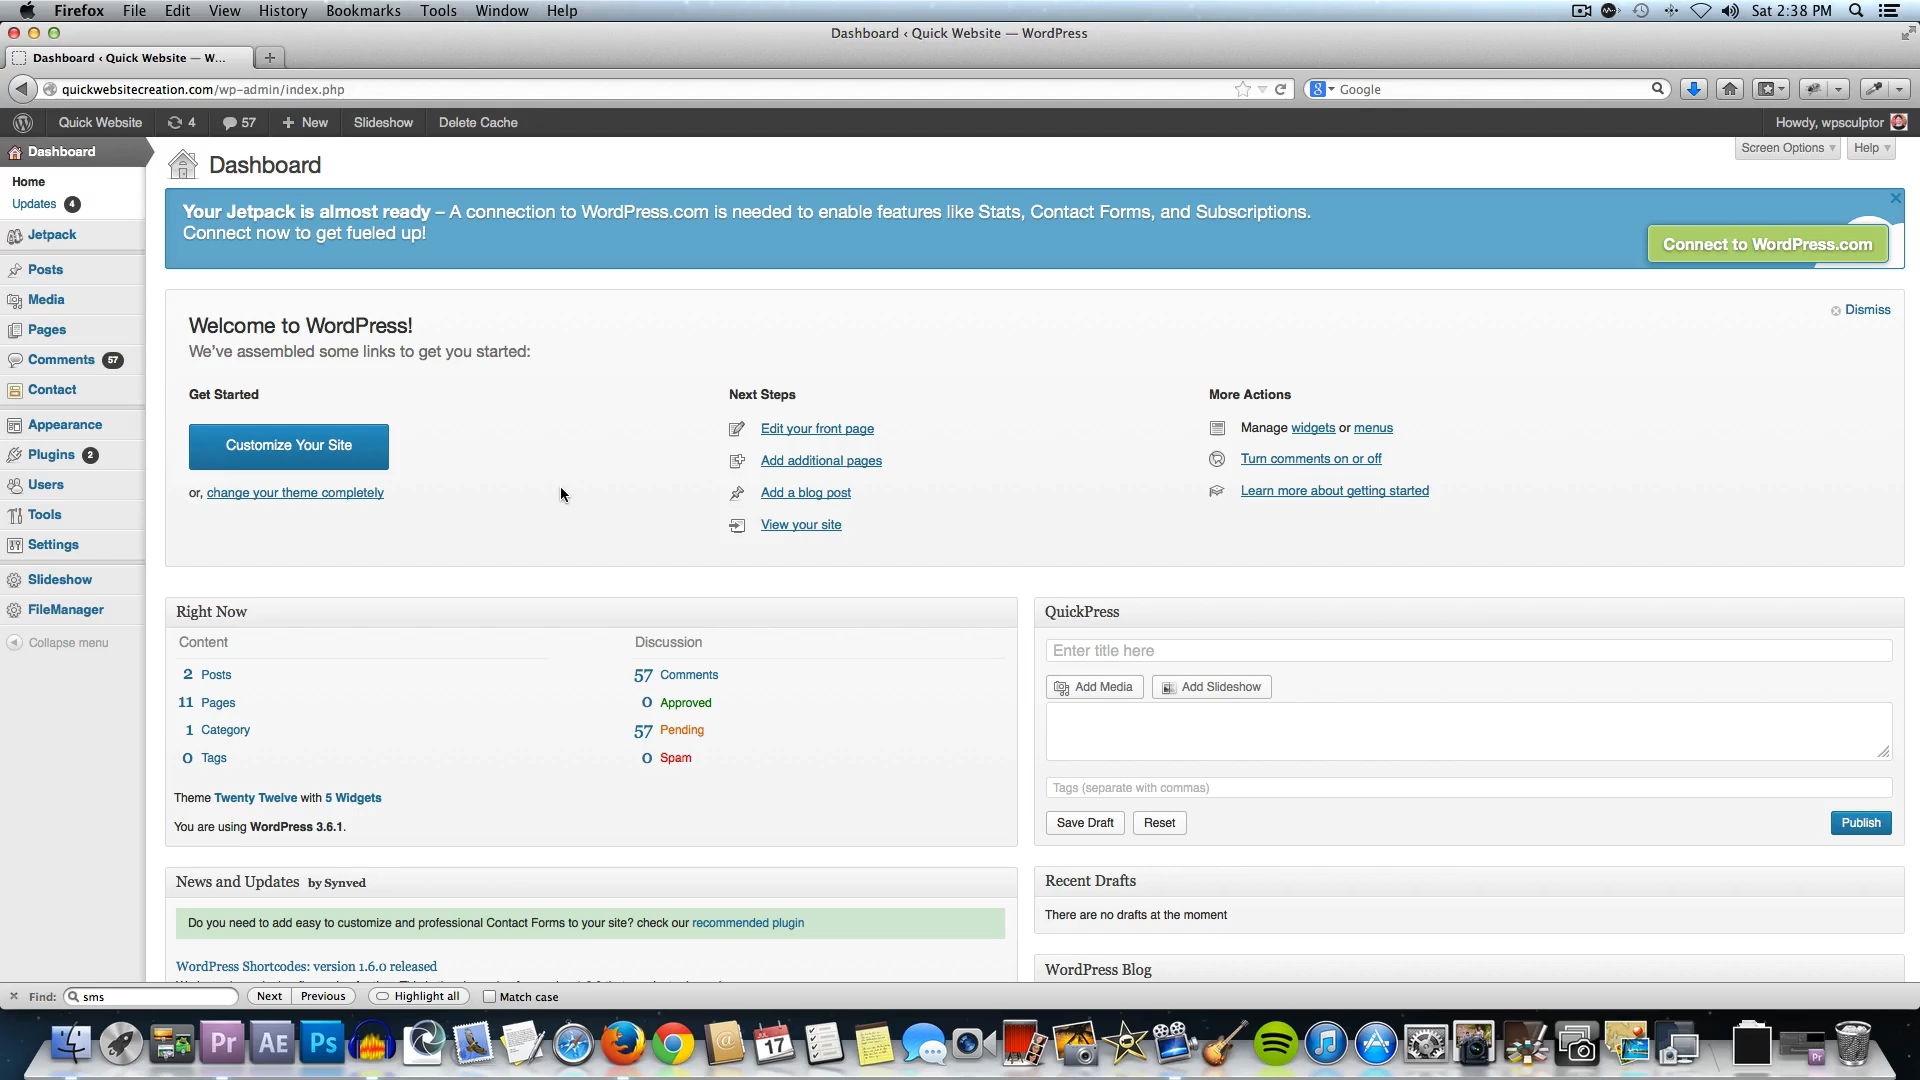 Firefox File Edit View History Bookmarks Tools Window Help Sat 2:38 PM
Dashboard ‹ Quick Website — WordPress
Dashboard ‹ Quick Website — W...
quickwebsitecreation.com/wp-admin/index.php Google
Quick Website 4 57 + New Slideshow Delete Cache Howdy, wpsculptor
Dashboard
Home
Updates 4
Jetpack
Posts
Media
Pages
Comments 57
Contact
Appearance
Plugins 2
Users
Tools
Settings
Slideshow
FileManager
Collapse menu
Screen Options Help
Dashboard
Your Jetpack is almost ready – A connection to WordPress.com is needed to enable features like Stats, Contact Forms, and Subscriptions.
Connect now to get fueled up!
Connect to WordPress.com
Dismiss
Welcome to WordPress!
We've assembled some links to get you started:
Get Started
Customize Your Site
or, change your theme completely
Next Steps
Edit your front page
Add additional pages
Add a blog post
View your site
More Actions
Manage widgets or menus
Turn comments on or off
Learn more about getting started
Right Now
Content
2 Posts
11 Pages
1 Category
0 Tags
Discussion
57 Comments
0 Approved
57 Pending
0 Spam
Theme Twenty Twelve with 5 Widgets
You are using WordPress 3.6.1.
QuickPress
Enter title here
Add Media Add Slideshow
Tags (separate with commas)
Save Draft Reset Publish
News and Updates by Synved
Do you need to add easy to customize and professional Contact Forms to your site? check our recommended plugin
WordPress Shortcodes: version 1.6.0 released
Recent Drafts
There are no drafts at the moment
WordPress Blog
Find: sms Next Previous Highlight all Match case
Pr AE Ps 17